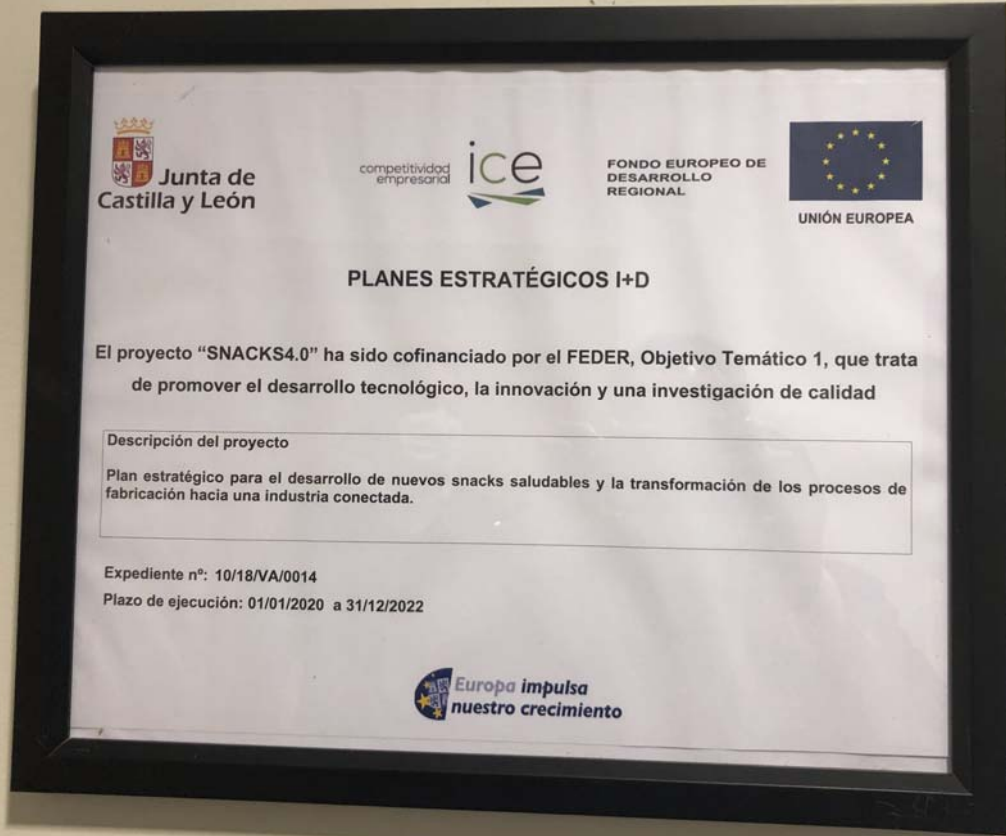 Junta de
Castilla y León
competitividad
empresarial
ice
FONDO EUROPEO DE
DESARROLLO
REGIONAL
UNIÓN EUROPEA
PLANES ESTRATÉGICOS I+D
El proyecto “SNACKS4.0” ha sido cofinanciado por el FEDER, Objetivo Temático 1, que trata
de promover el desarrollo tecnológico, la innovación y una investigación de calidad
Descripción del proyecto
Plan estratégico para el desarrollo de nuevos snacks saludables y la transformación de los procesos de
fabricación hacia una industria conectada.
Expediente nº: 10/18/VA/0014
Plazo de ejecución: 01/01/2020 a 31/12/2022
Europa impulsa
nuestro crecimiento